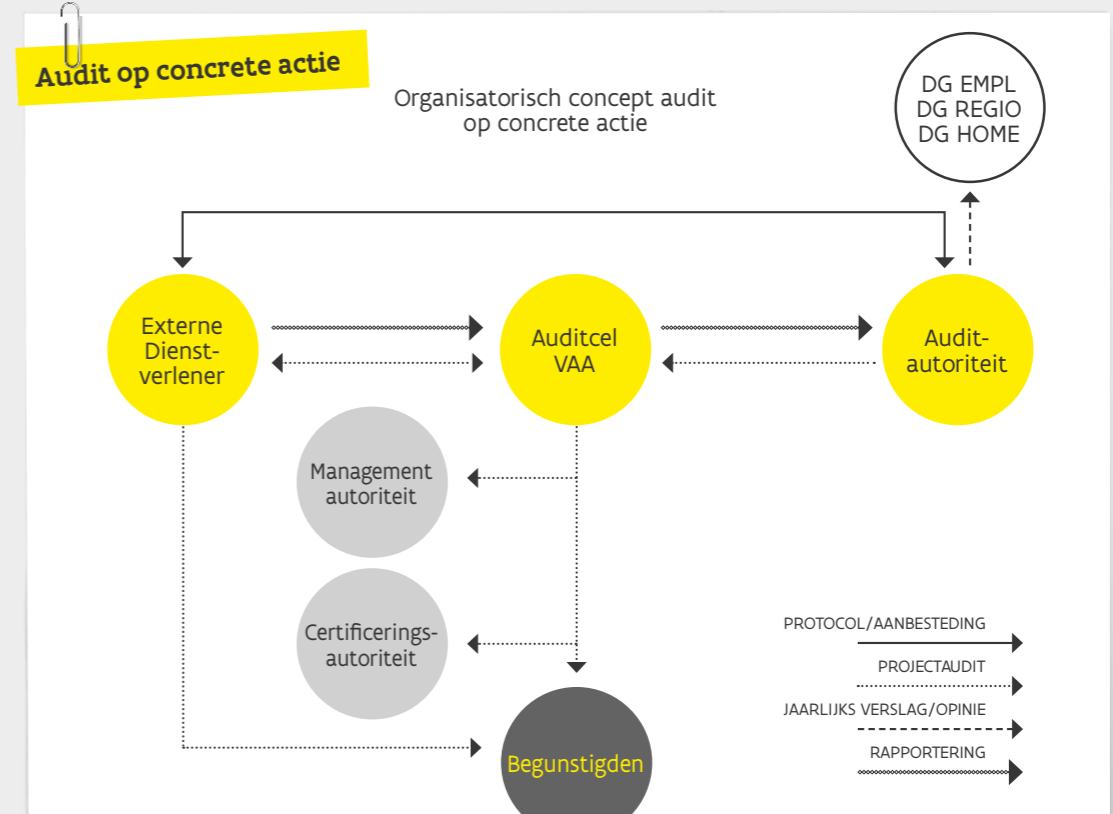 Audit op concrete actie
Organisatorisch concept audit
op concrete actie
DG EMPL
DG REGIO
DG HOME
Externe
Dienst-
verlener
Auditcel
VAA
Audit-
autoriteit
Management
autoriteit
Certificerings-
autoriteit
Begunstigden
PROTOCOL/AANBESTEDING
PROJECTAUDIT
JAARLIJKS VERSLAG/OPINIE
RAPPORTERING